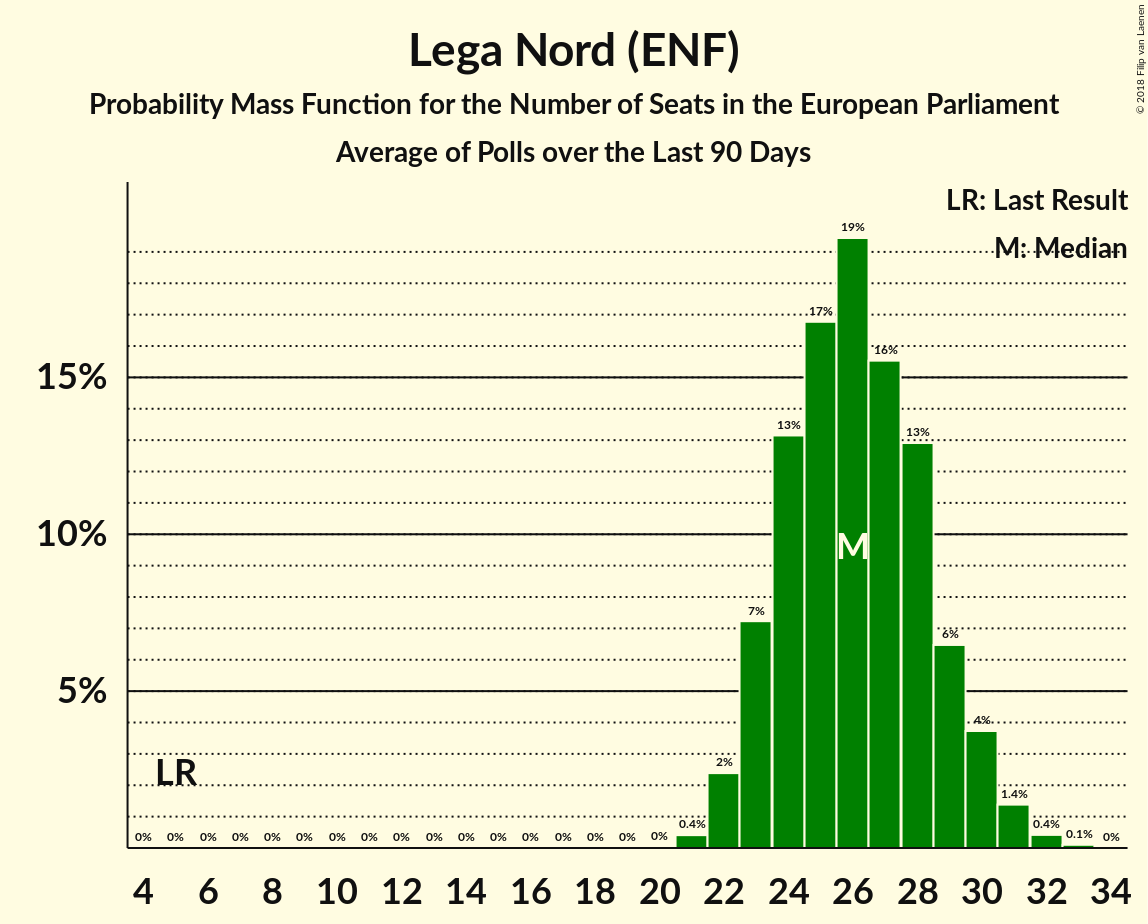 Lega Nord (ENF)
Probability Mass Function for the Number of Seats in the European Parliament
Average of Polls over the Last 90 Days
© 2018 Filip van Laenen
LR: Last Result
M: Median
15%
10%
5%
LR
M
0% 0% 0% 0% 0% 0% 0% 0% 0% 0% 0% 0% 0% 0% 0% 0% 0% 0.4% 2% 7% 13% 17% 19% 16% 13% 6% 4% 1.4% 0.4% 0.1% 0%
4 6 8 10 12 14 16 18 20 22 24 26 28 30 32 34